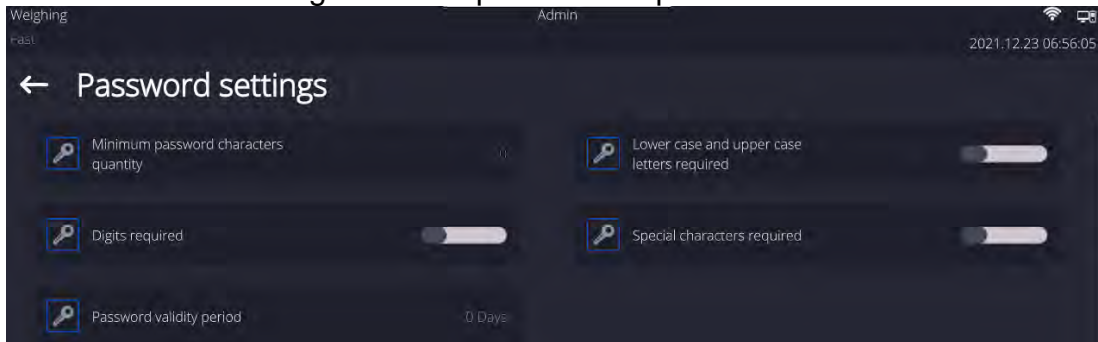 Weighing
Admin
Fast
2021.12.23 06:56:05
← Password settings
Minimum password characters
quantity
0
Lower case and upper case
letters required
Digits required
Special characters required
Password validity period
0 Days